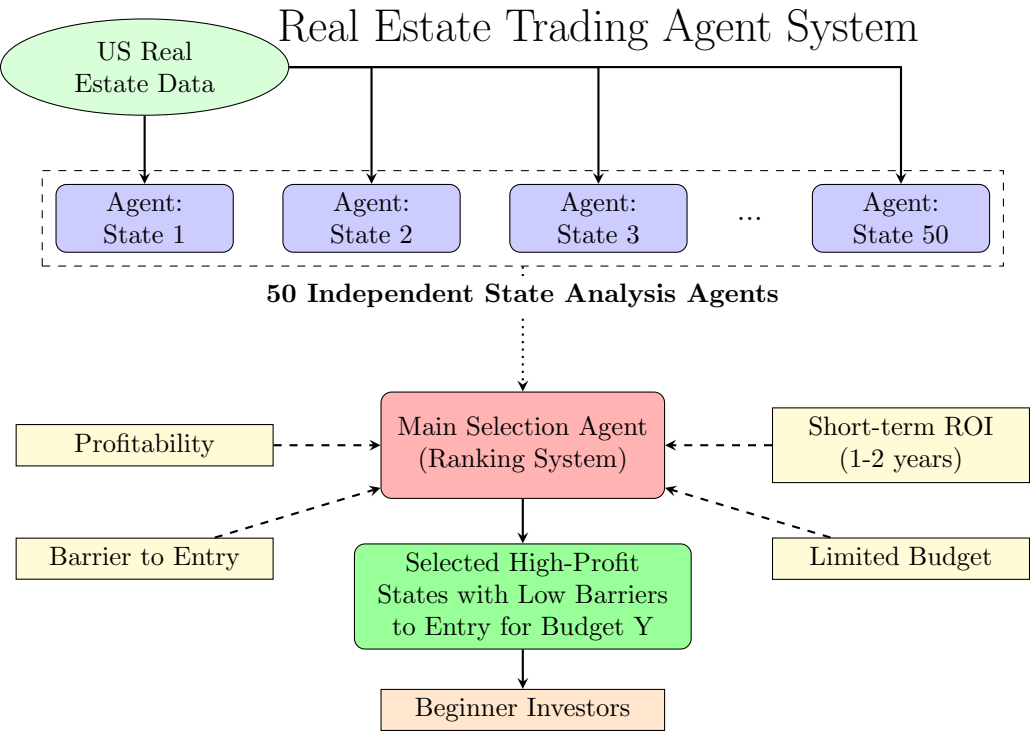 Real Estate Trading Agent System
US Real
Estate Data
Agent:
State 1
Agent:
State 2
Agent:
State 3
...
Agent:
State 50
50 Independent State Analysis Agents
Main Selection Agent
(Ranking System)
Profitability
Short-term ROI
(1-2 years)
Barrier to Entry
Limited Budget
Selected High-Profit
States with Low Barriers
to Entry for Budget Y
Beginner Investors